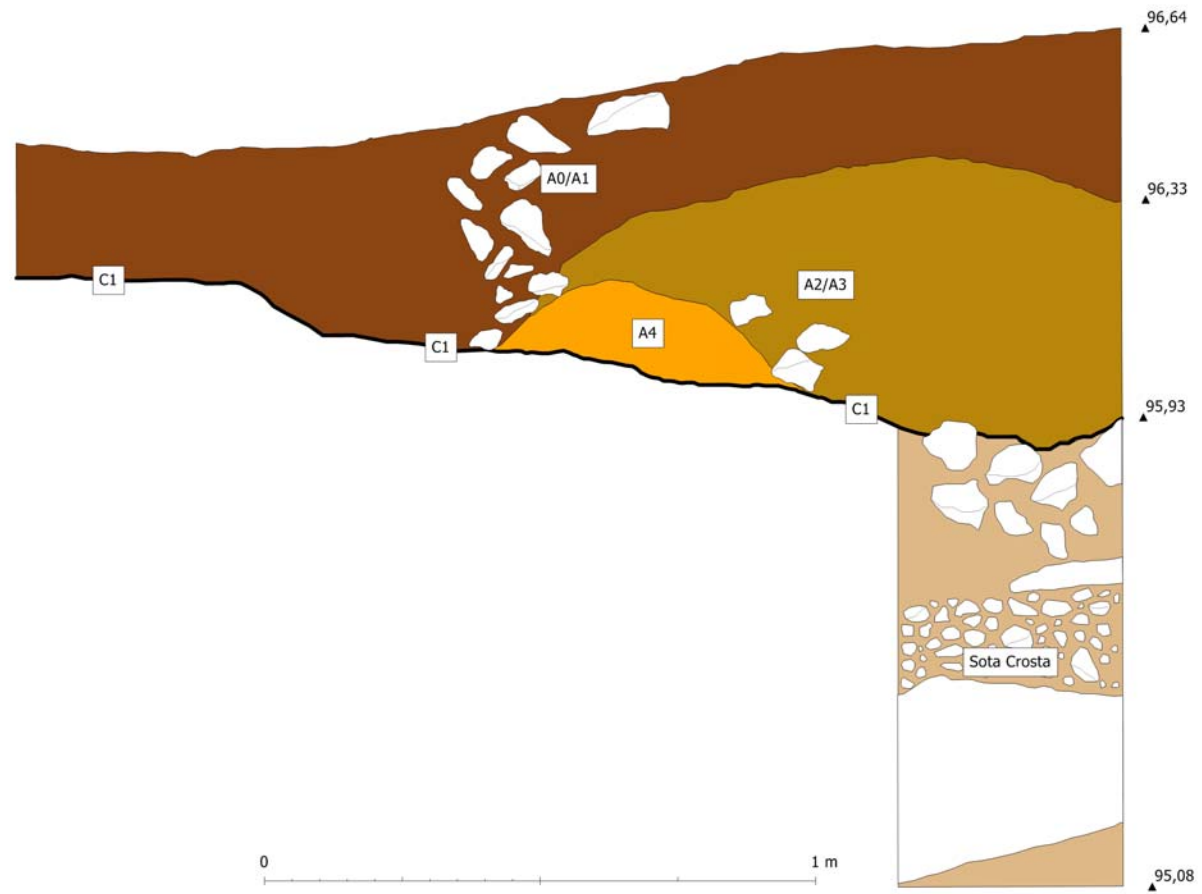 96,64
A0/A1
96,33
C1
A2/A3
C1
A4
C1
95,93
Sota Crosta
0
1 m
95,08